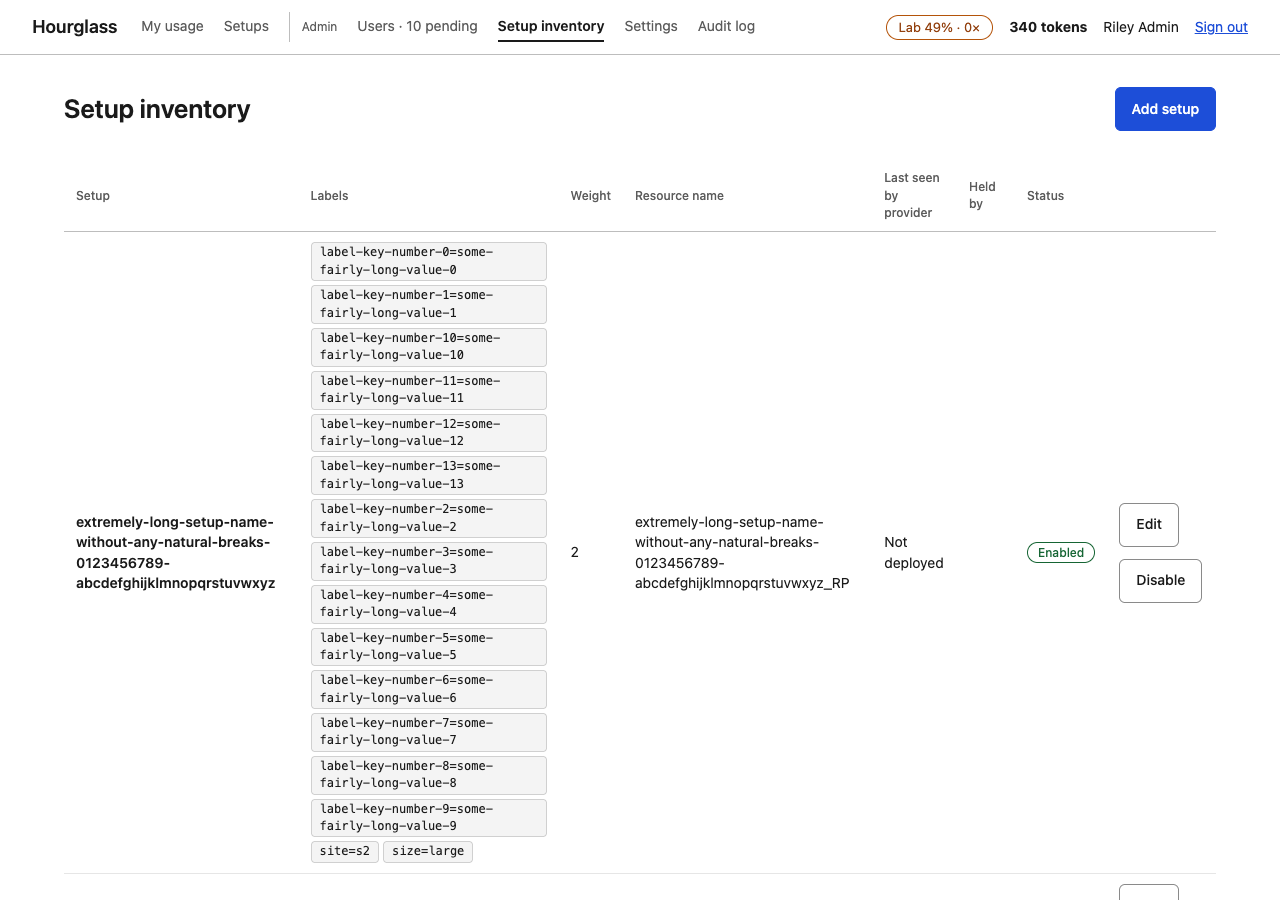 Hourglass My usage Setups Admin Users · 10 pending Setup inventory Settings Audit log Lab 49% · 0× 340 tokens Riley Admin Sign out
Setup inventory
Add setup
Setup Labels Weight Resource name Last seen by provider Held by Status
label-key-number-0=some-
fairly-long-value-0
label-key-number-1=some-
fairly-long-value-1
label-key-number-10=some-
fairly-long-value-10
label-key-number-11=some-
fairly-long-value-11
label-key-number-12=some-
fairly-long-value-12
label-key-number-13=some-
fairly-long-value-13
label-key-number-2=some-
fairly-long-value-2
label-key-number-3=some-
fairly-long-value-3
label-key-number-4=some-
fairly-long-value-4
label-key-number-5=some-
fairly-long-value-5
label-key-number-6=some-
fairly-long-value-6
label-key-number-7=some-
fairly-long-value-7
label-key-number-8=some-
fairly-long-value-8
label-key-number-9=some-
fairly-long-value-9
site=s2 size=large
extremely-long-setup-name-
without-any-natural-breaks-
0123456789-
abcdefghijklmnopqrstuvwxyz
2
extremely-long-setup-name-
without-any-natural-breaks-
0123456789-
abcdefghijklmnopqrstuvwxyz_RP
Not
deployed
Enabled
Edit
Disable